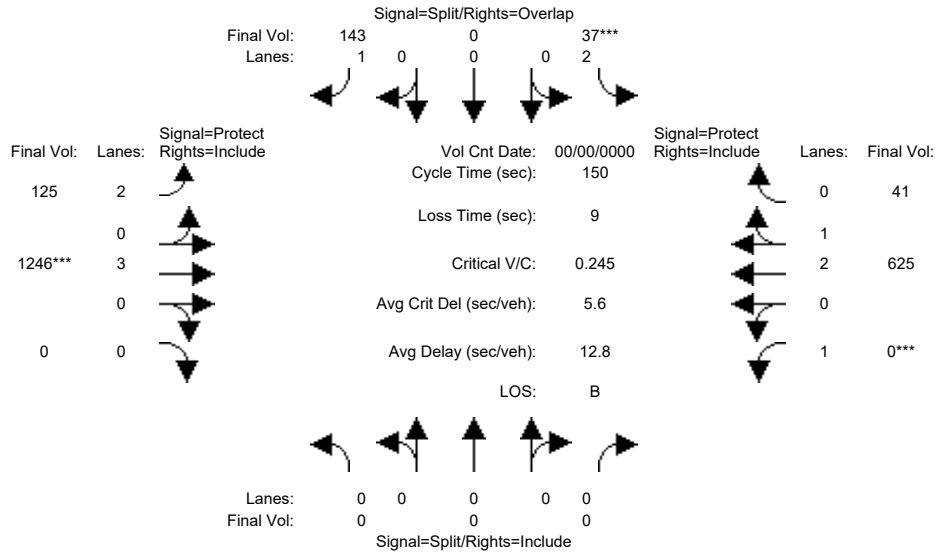 Signal=Split/Rights=Overlap
Final Vol: 143 0 37***
Lanes: 1 0 0 0 2
Signal=Protect Signal=Protect
Final Vol: Lanes: Rights=Include Vol Cnt Date: 00/00/0000 Rights=Include Lanes: Final Vol:
Cycle Time (sec): 150
125 2 0 41
Loss Time (sec): 9
0 1
1246*** 3 Critical V/C: 0.245 2 625
0 Avg Crit Del (sec/veh): 5.6 0
0 0 Avg Delay (sec/veh): 12.8 1 0***
LOS: B
Lanes: 0 0 0 0 0
Final Vol: 0 0 0
Signal=Split/Rights=Include